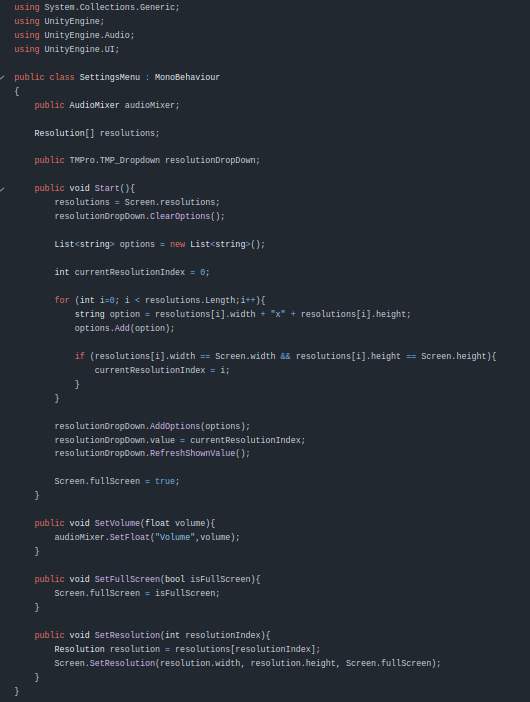 using System.Collections.Generic;
using UnityEngine;
using UnityEngine.Audio;
using UnityEngine.UI;

public class SettingsMenu : MonoBehaviour
{
    public AudioMixer audioMixer;

    Resolution[] resolutions;

    public TMPro.TMP_Dropdown resolutionDropDown;

    public void Start(){
        resolutions = Screen.resolutions;
        resolutionDropDown.ClearOptions();

        List<string> options = new List<string>();

        int currentResolutionIndex = 0;

        for (int i=0; i < resolutions.Length;i++){
            string option = resolutions[i].width + "x" + resolutions[i].height;
            options.Add(option);

            if (resolutions[i].width == Screen.width && resolutions[i].height == Screen.height){
                currentResolutionIndex = i;
            }
        }

        resolutionDropDown.AddOptions(options);
        resolutionDropDown.value = currentResolutionIndex;
        resolutionDropDown.RefreshShownValue();

        Screen.fullScreen = true;
    }

    public void SetVolume(float volume){
        audioMixer.SetFloat("Volume",volume);
    }

    public void SetFullScreen(bool isFullScreen){
        Screen.fullScreen = isFullScreen;
    }

    public void SetResolution(int resolutionIndex){
        Resolution resolution = resolutions[resolutionIndex];
        Screen.SetResolution(resolution.width, resolution.height, Screen.fullScreen);
    }
}